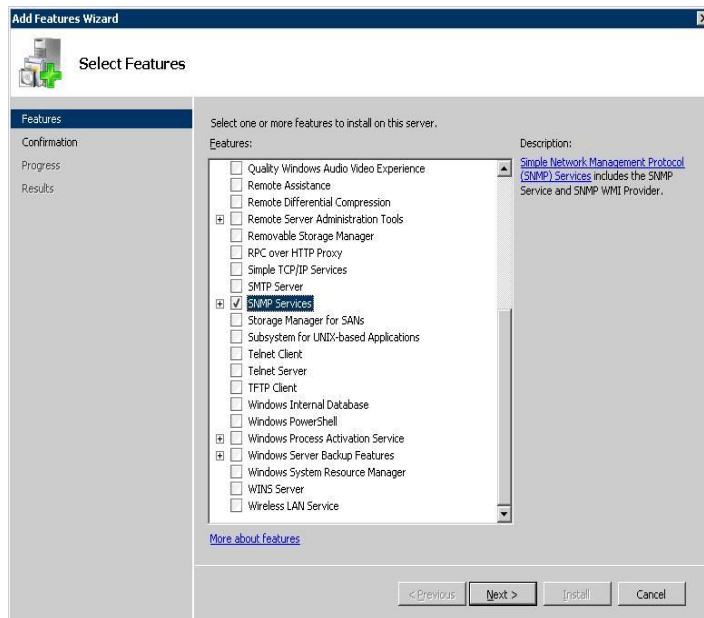 Add Features Wizard
Select Features
Features
Confirmation
Progress
Results
Select one or more features to install on this server.
Features:
Quality Windows Audio Video Experience
Remote Assistance
Remote Differential Compression
Remote Server Administration Tools
Removable Storage Manager
RPC over HTTP Proxy
Simple TCP/IP Services
SMTP Server
SNMP Services
Storage Manager for SANs
Subsystem for UNIX-based Applications
Telnet Client
Telnet Server
TFTP Client
Windows Internal Database
Windows PowerShell
Windows Process Activation Service
Windows Server Backup Features
Windows System Resource Manager
WINS Server
Wireless LAN Service
Description:
Simple Network Management Protocol
(SNMP) Services includes the SNMP
Service and SNMP WMI Provider.
More about features
< Previous
Next >
Install
Cancel